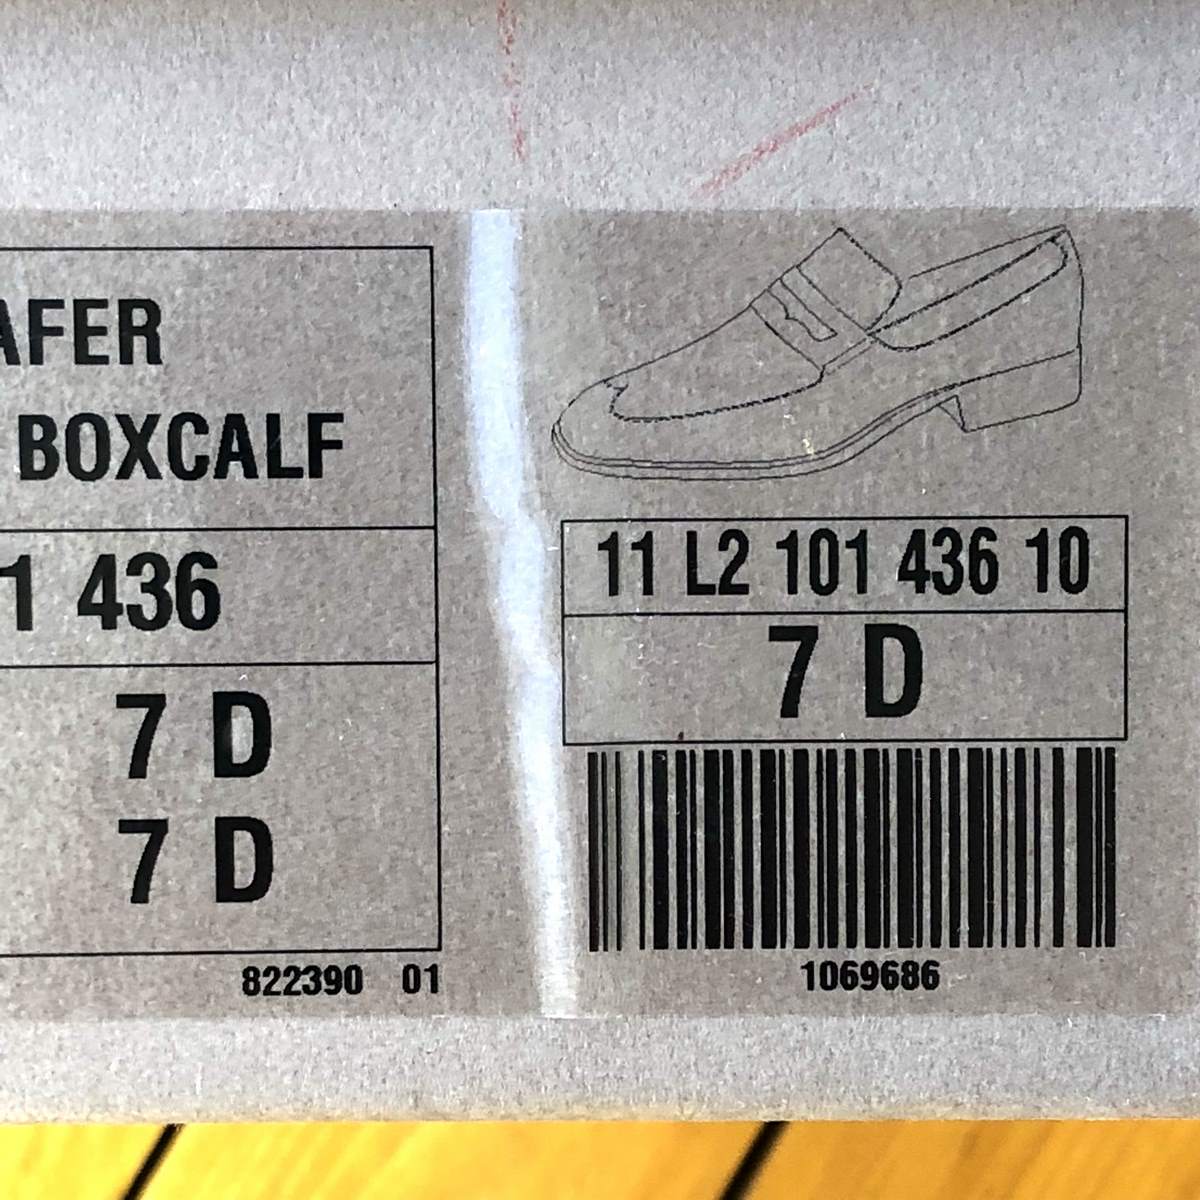 AFER
BOXCALF
1 436
7 D
7 D
822390 01
11 L2 101 436 10
7 D
1069686